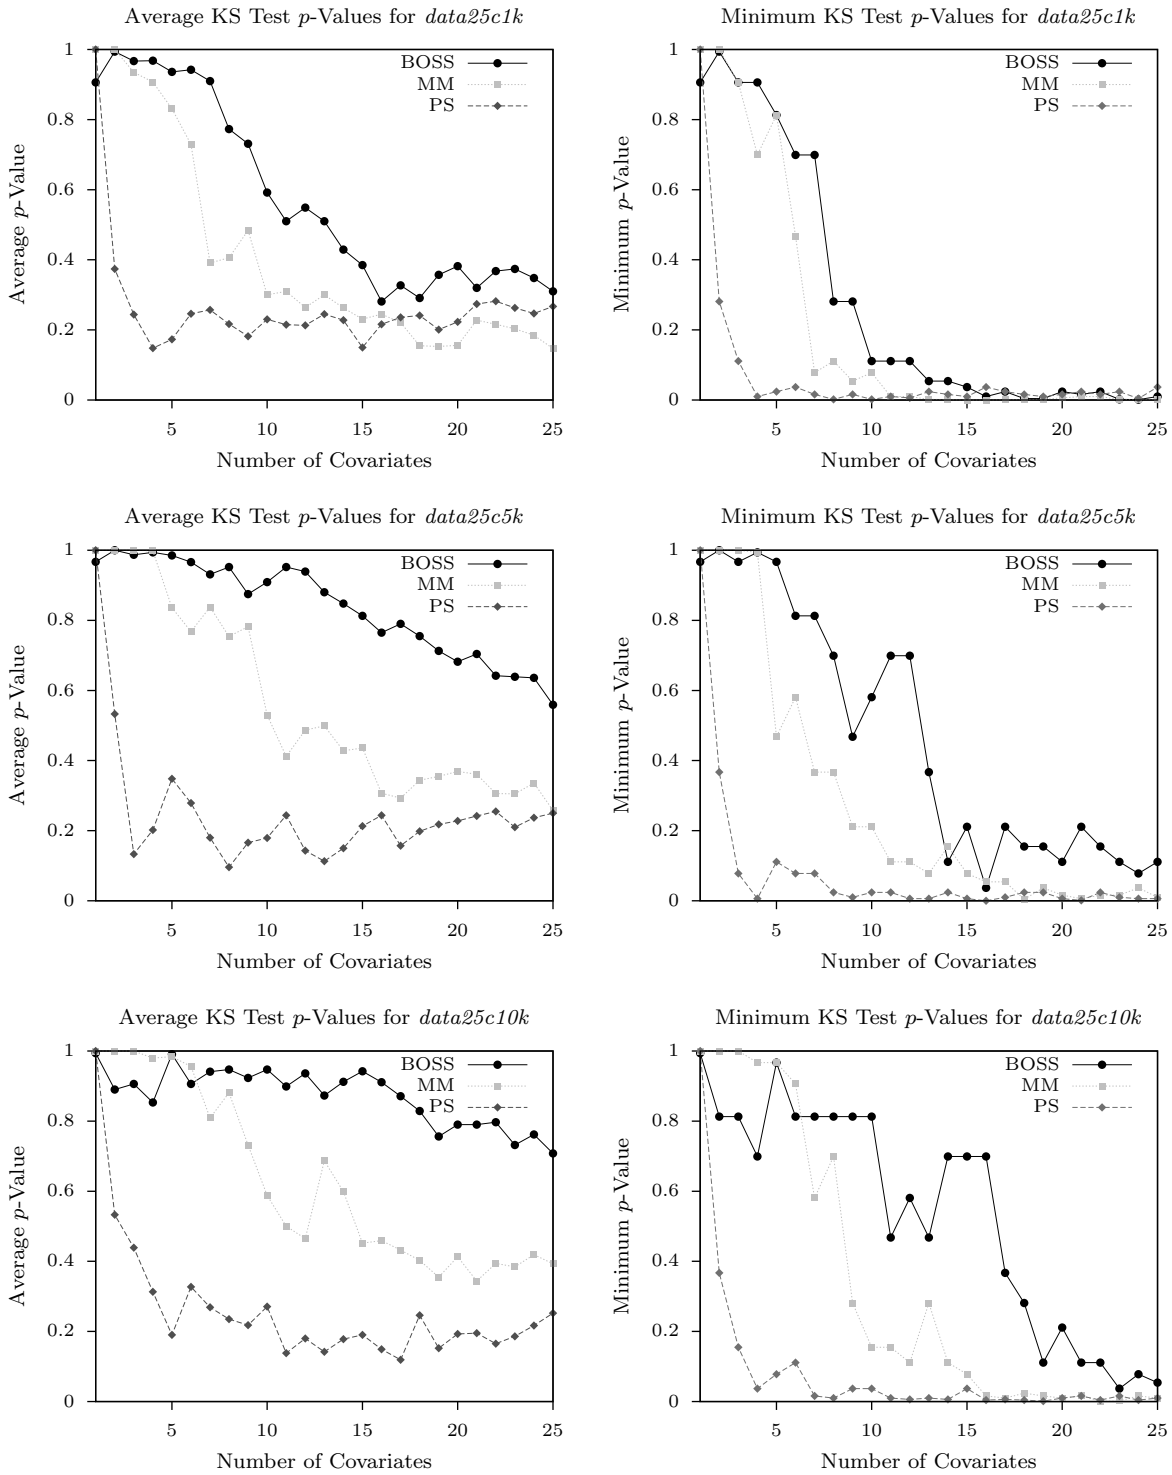 Average KS Test p-Values for data25c1k
1
0.8
0.6
0.4
0.2
0
Average p-Value
BOSS
MM
PS
5 10 15 20 25
Number of Covariates
Minimum KS Test p-Values for data25c1k
1
0.8
0.6
0.4
0.2
0
Minimum p-Value
BOSS
MM
PS
5 10 15 20 25
Number of Covariates
Average KS Test p-Values for data25c5k
1
0.8
0.6
0.4
0.2
0
Average p-Value
BOSS
MM
PS
5 10 15 20 25
Number of Covariates
Minimum KS Test p-Values for data25c5k
1
0.8
0.6
0.4
0.2
0
Minimum p-Value
BOSS
MM
PS
5 10 15 20 25
Number of Covariates
Average KS Test p-Values for data25c10k
1
0.8
0.6
0.4
0.2
0
Average p-Value
BOSS
MM
PS
5 10 15 20 25
Number of Covariates
Minimum KS Test p-Values for data25c10k
1
0.8
0.6
0.4
0.2
0
Minimum p-Value
BOSS
MM
PS
5 10 15 20 25
Number of Covariates